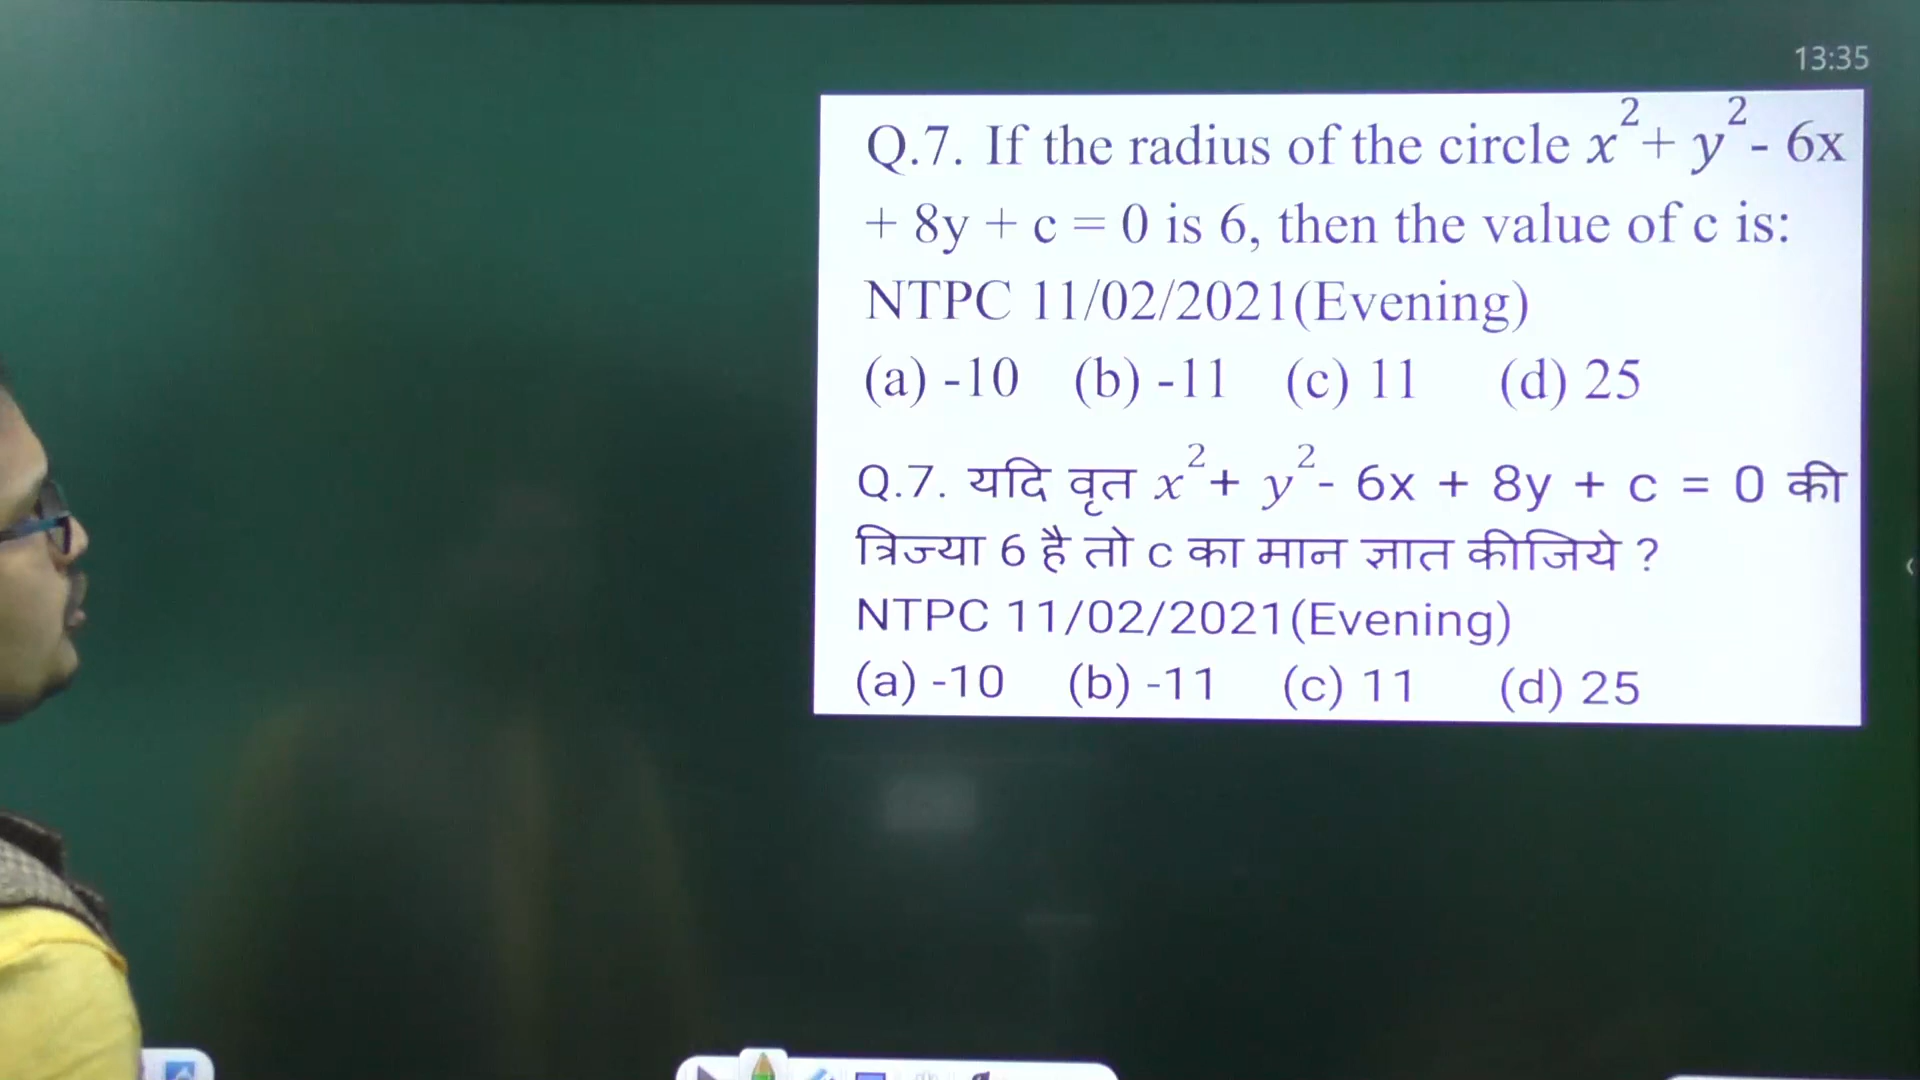 13:35
Q.7. If the radius of the circle x² + y² - 6x
+ 8y + c = 0 is 6, then the value of c is:
NTPC 11/02/2021(Evening)
(a) -10 (b) -11 (c) 11 (d) 25
Q.7. यदि वृत x² + y² - 6x + 8y + c = 0 की
त्रिज्या 6 है तो c का मान ज्ञात कीजिये ?
NTPC 11/02/2021(Evening)
(a) -10 (b) -11 (c) 11 (d) 25